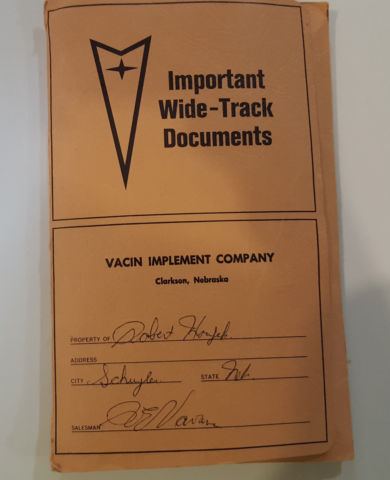 Important
Wide-Track
Documents
VACIN IMPLEMENT COMPANY
Clarkson, Nebraska
PROPERTY OF Robert
ADDRESS
CITY Schuyler STATE Neb.
SALESMAN